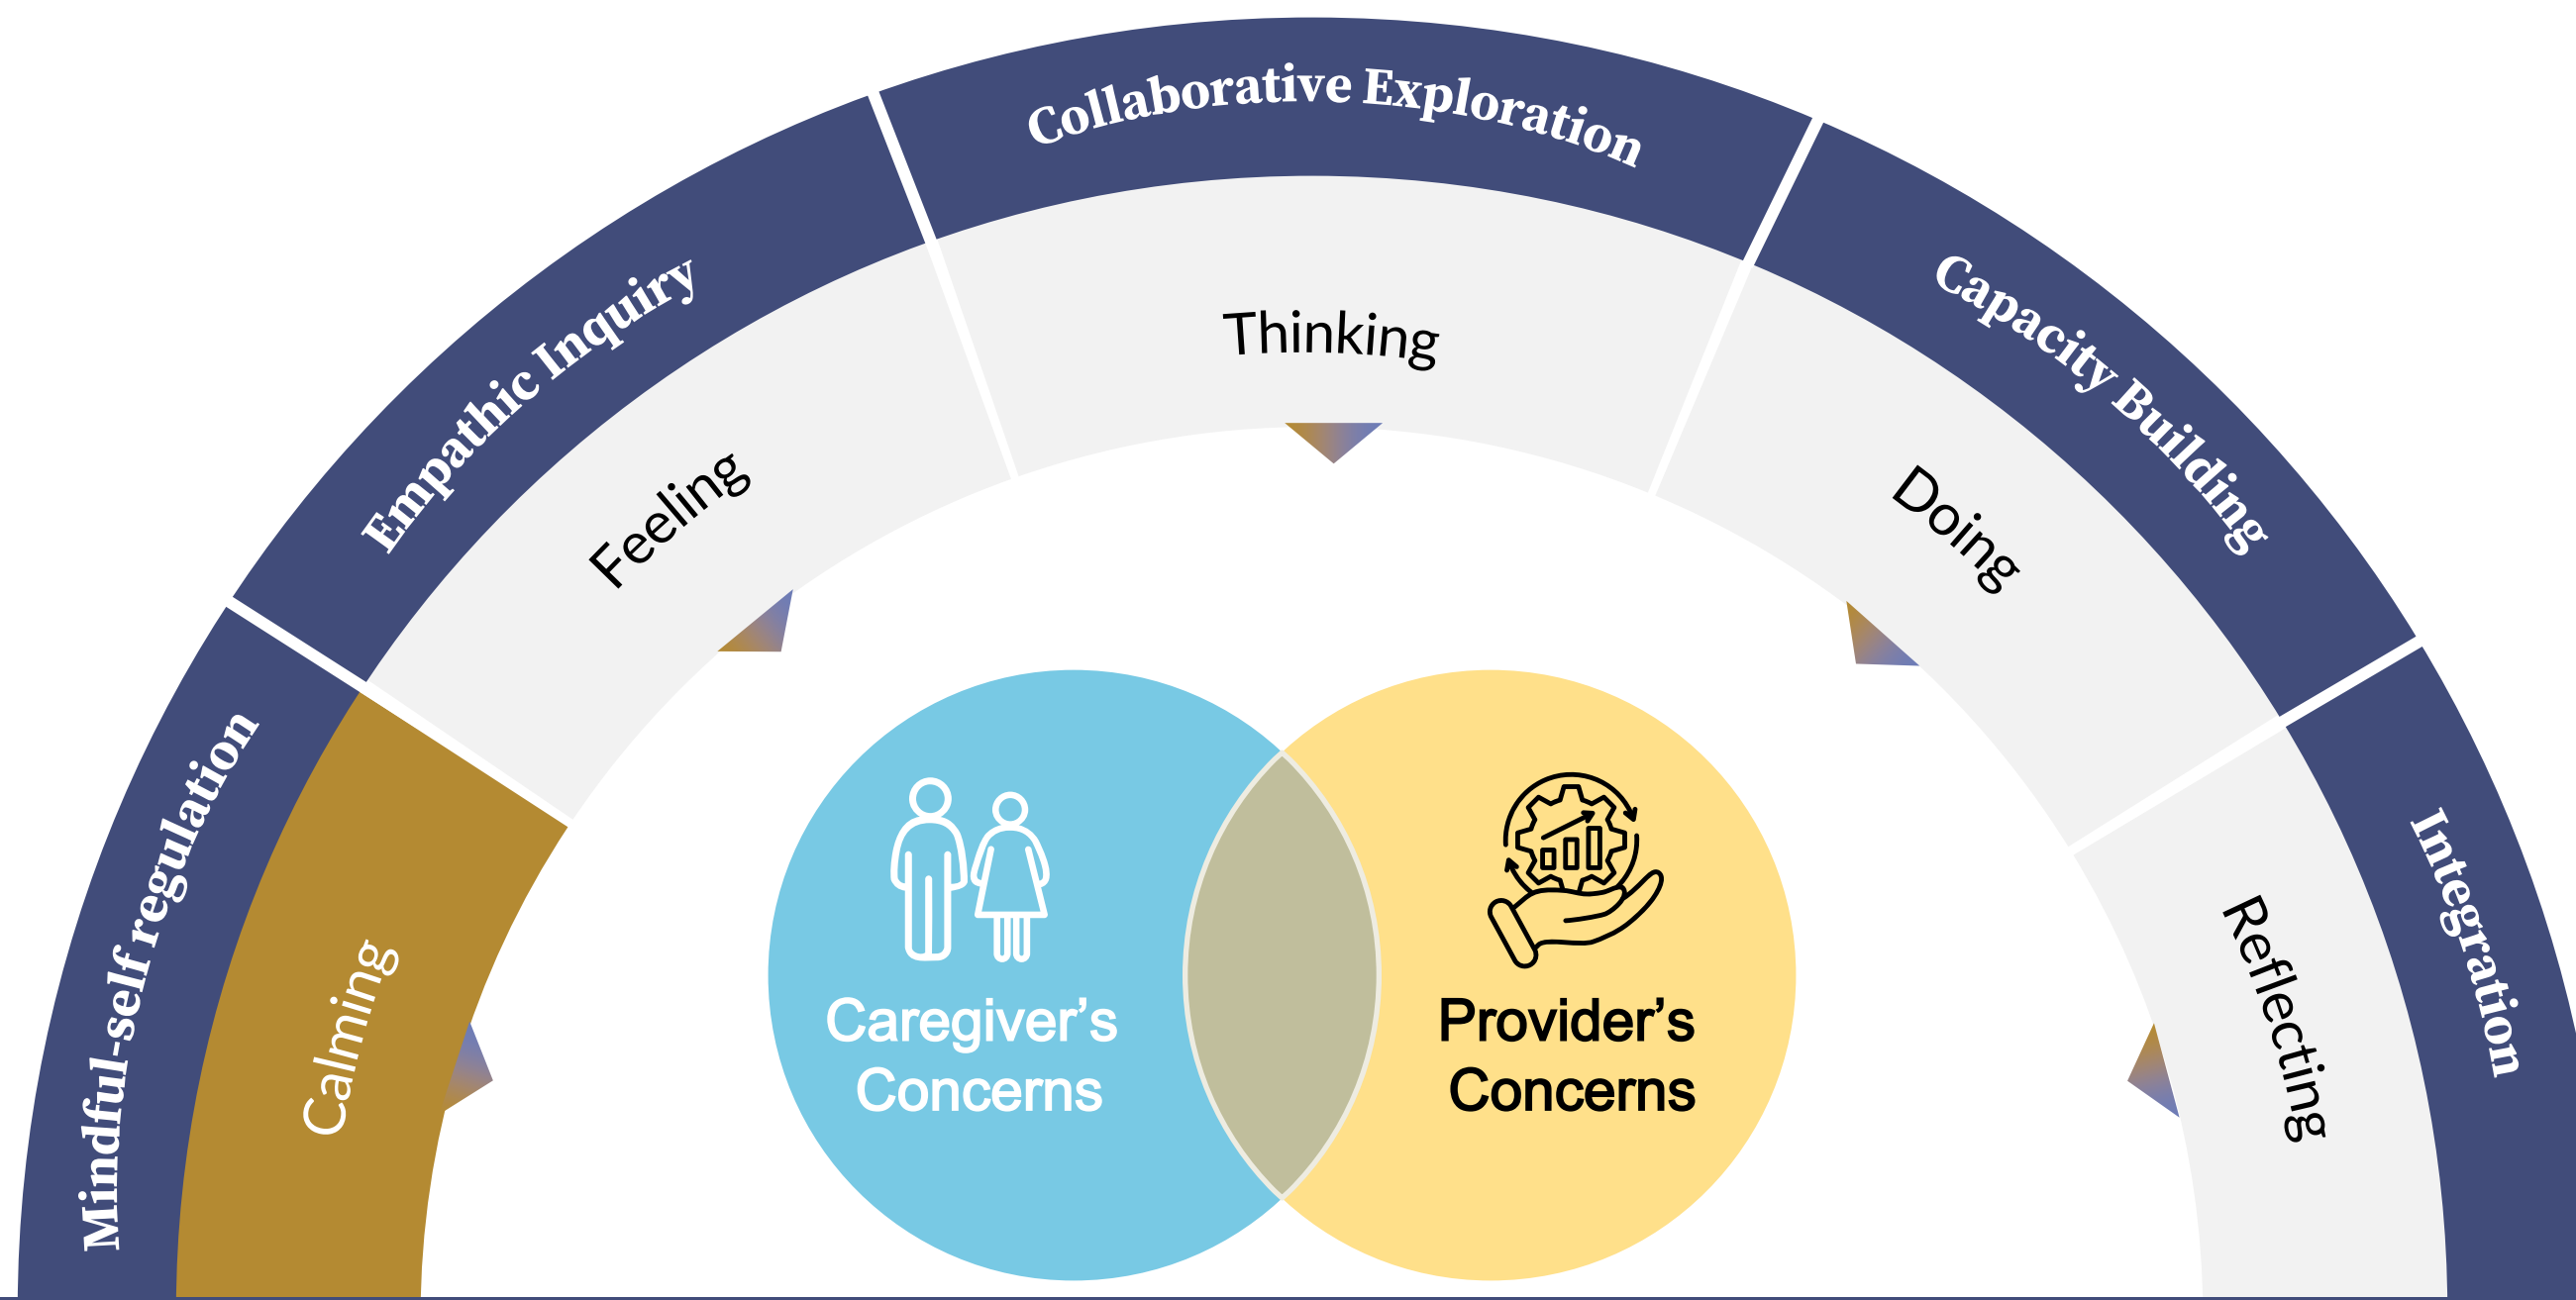 Mindful-self regulation
Empathic Inquiry
Collaborative Exploration
Capacity Building
Integration
Calming
Feeling
Thinking
Doing
Reflecting
Caregiver’s
Concerns
Provider’s
Concerns